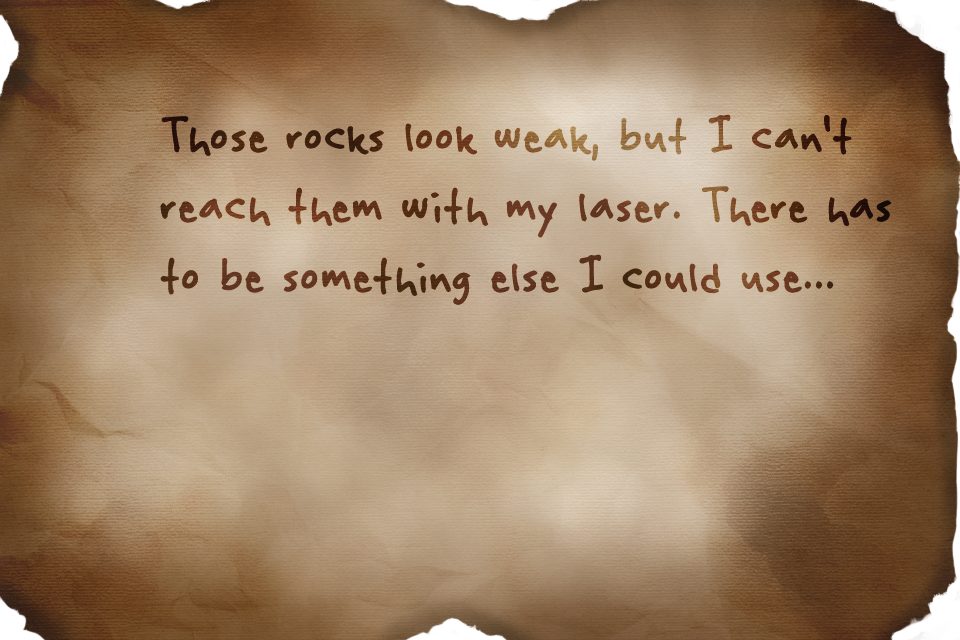 Those rocks look weak, but I can't
reach them with my laser. There has
to be something else I could use...